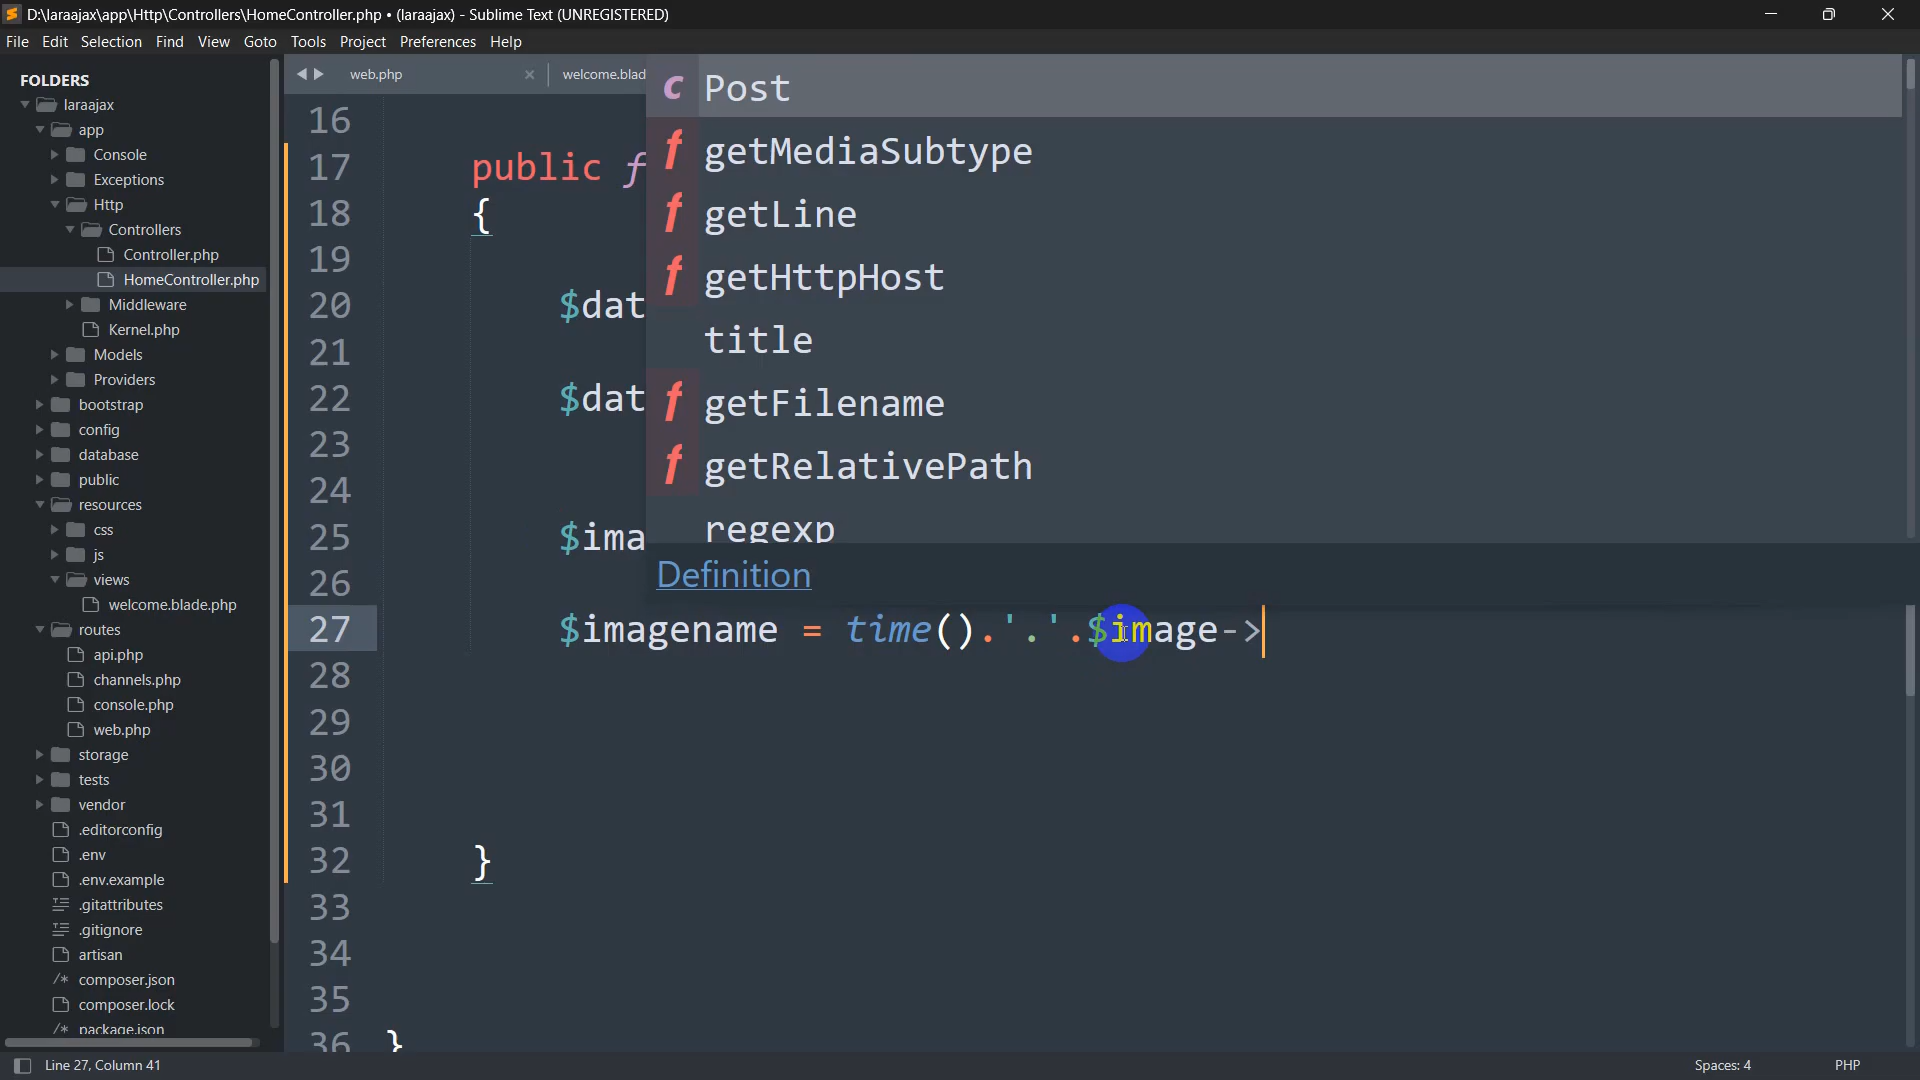 D:\laraajax\app\Http\Controllers\HomeController.php • (laraajax) - Sublime Text (UNREGISTERED)
File Edit Selection Find View Goto Tools Project Preferences Help
FOLDERS
laraajax
app
Console
Exceptions
Http
Controllers
Controller.php
HomeController.php
Middleware
Kernel.php
Models
Providers
bootstrap
config
database
public
resources
css
js
views
welcome.blade.php
routes
api.php
channels.php
console.php
web.php
storage
tests
vendor
.editorconfig
.env
.env.example
.gitattributes
.gitignore
artisan
composer.json
composer.lock
package.json
web.php welcome.blad
16
17 public f
18 {
19
20 $dat
21
22 $dat
23
24
25 $ima
26
27 $imagename = time().'.'.$image->
28
29
30
31
32 }
33
34
35
36 }
c Post
f getMediaSubtype
f getLine
f getHttpHost
title
f getFilename
f getRelativePath
regexp
Definition
Line 27, Column 41 Spaces: 4 PHP